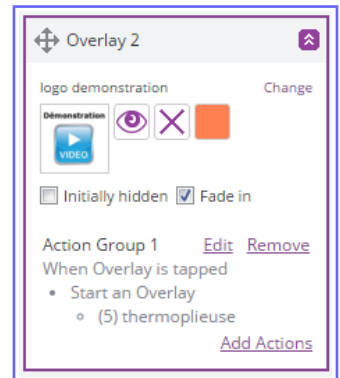 Overlay 2
logo demonstration Change
Démonstration
VIDEO
Initially hidden Fade in
Action Group 1 Edit Remove
When Overlay is tapped
• Start an Overlay
◦ (5) thermoplieuse
Add Actions